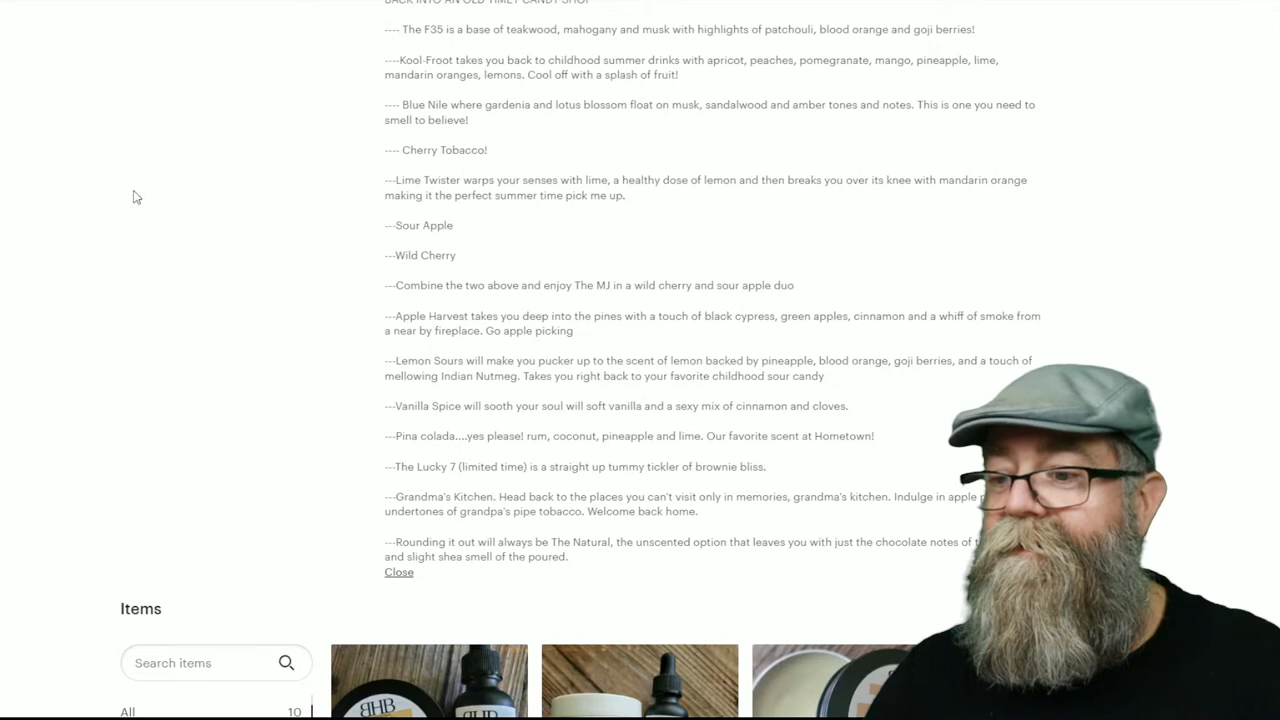 ---- The F35 is a base of teakwood, mahogany and musk with highlights of patchouli, blood orange and goji berries!
----Kool-Froot takes you back to childhood summer drinks with apricot, peaches, pomegranate, mango, pineapple, lime,
mandarin oranges, lemons. Cool off with a splash of fruit!
---- Blue Nile where gardenia and lotus blossom float on musk, sandalwood and amber tones and notes. This is one you need to
smell to believe!
---- Cherry Tobacco!
---Lime Twister warps your senses with lime, a healthy dose of lemon and then breaks you over its knee with mandarin orange
making it the perfect summer time pick me up.
---Sour Apple
---Wild Cherry
---Combine the two above and enjoy The MJ in a wild cherry and sour apple duo
---Apple Harvest takes you deep into the pines with a touch of black cypress, green apples, cinnamon and a whiff of smoke from
a near by fireplace. Go apple picking
---Lemon Sours will make you pucker up to the scent of lemon backed by pineapple, blood orange, goji berries, and a touch of
mellowing Indian Nutmeg. Takes you right back to your favorite childhood sour candy
---Vanilla Spice will sooth your soul will soft vanilla and a sexy mix of cinnamon and cloves.
---Pina colada....yes please! rum, coconut, pineapple and lime. Our favorite scent at Hometown!
---The Lucky 7 (limited time) is a straight up tummy tickler of brownie bliss.
---Grandma's Kitchen. Head back to the places you can't visit only in memories, grandma's kitchen. Indulge in apple
undertones of grandpa's pipe tobacco. Welcome back home.
---Rounding it out will always be The Natural, the unscented option that leaves you with just the chocolate notes of
and slight shea smell of the poured.
Close
Items
Search items
All 10
BHB
BHB